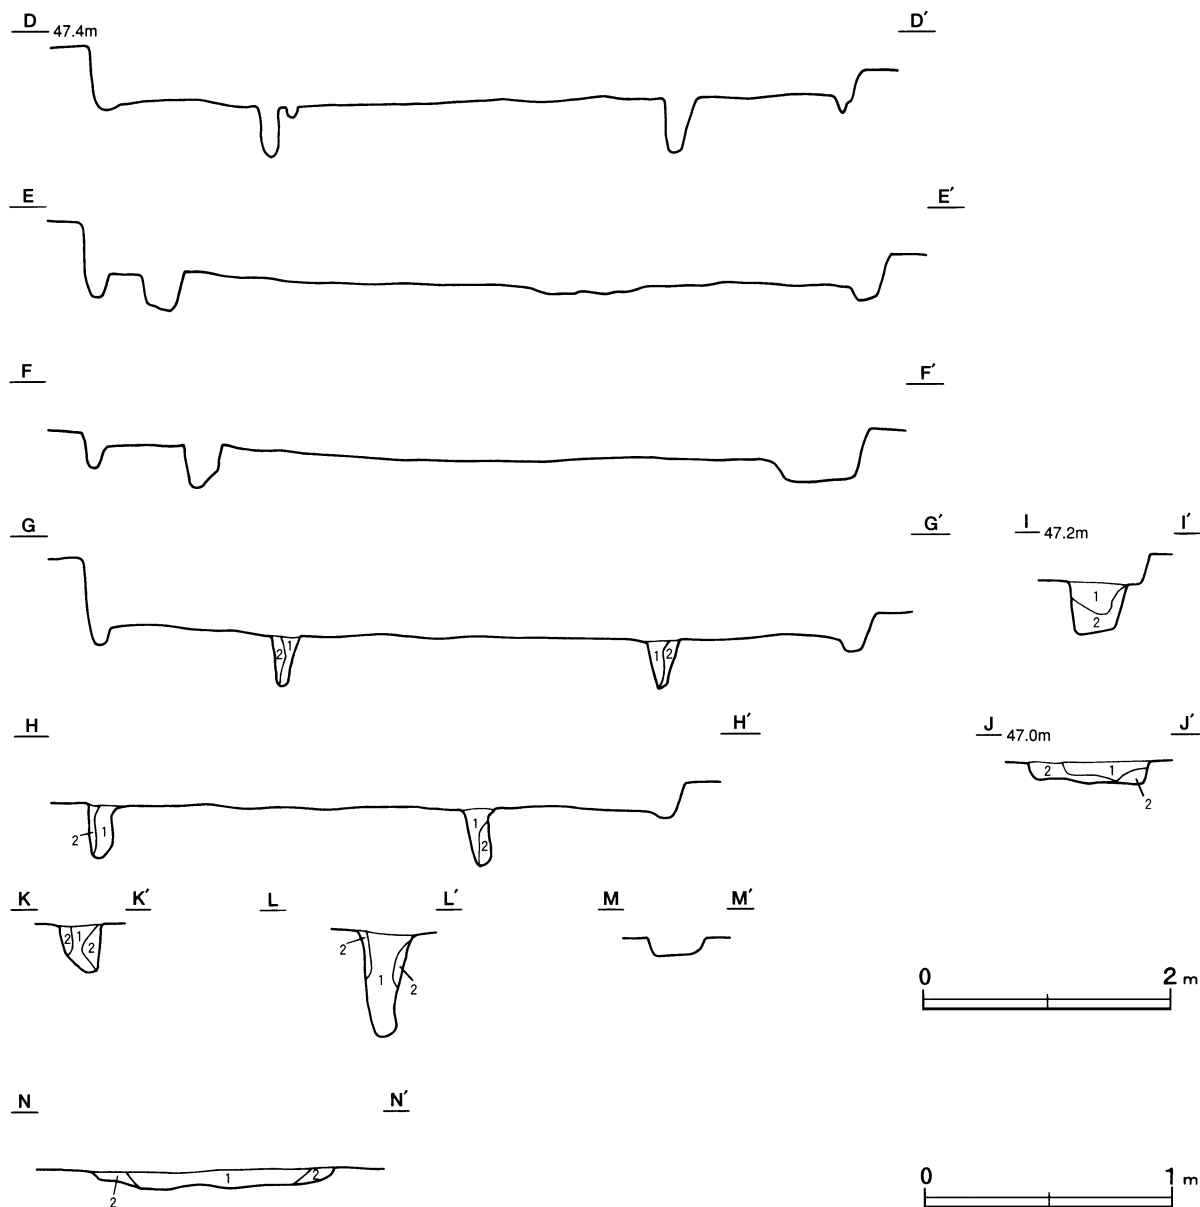 D 47.4m D′
E E′
F F′
G G′ I 47.2m I′
1
2
2 1 1 2
H H′ J 47.0m J′
2 1
2
1
2 1 2
K K′ L L′ M M′
2 1 2
2 1 2
0 2 m
N N′
1 2
2
0 1 m